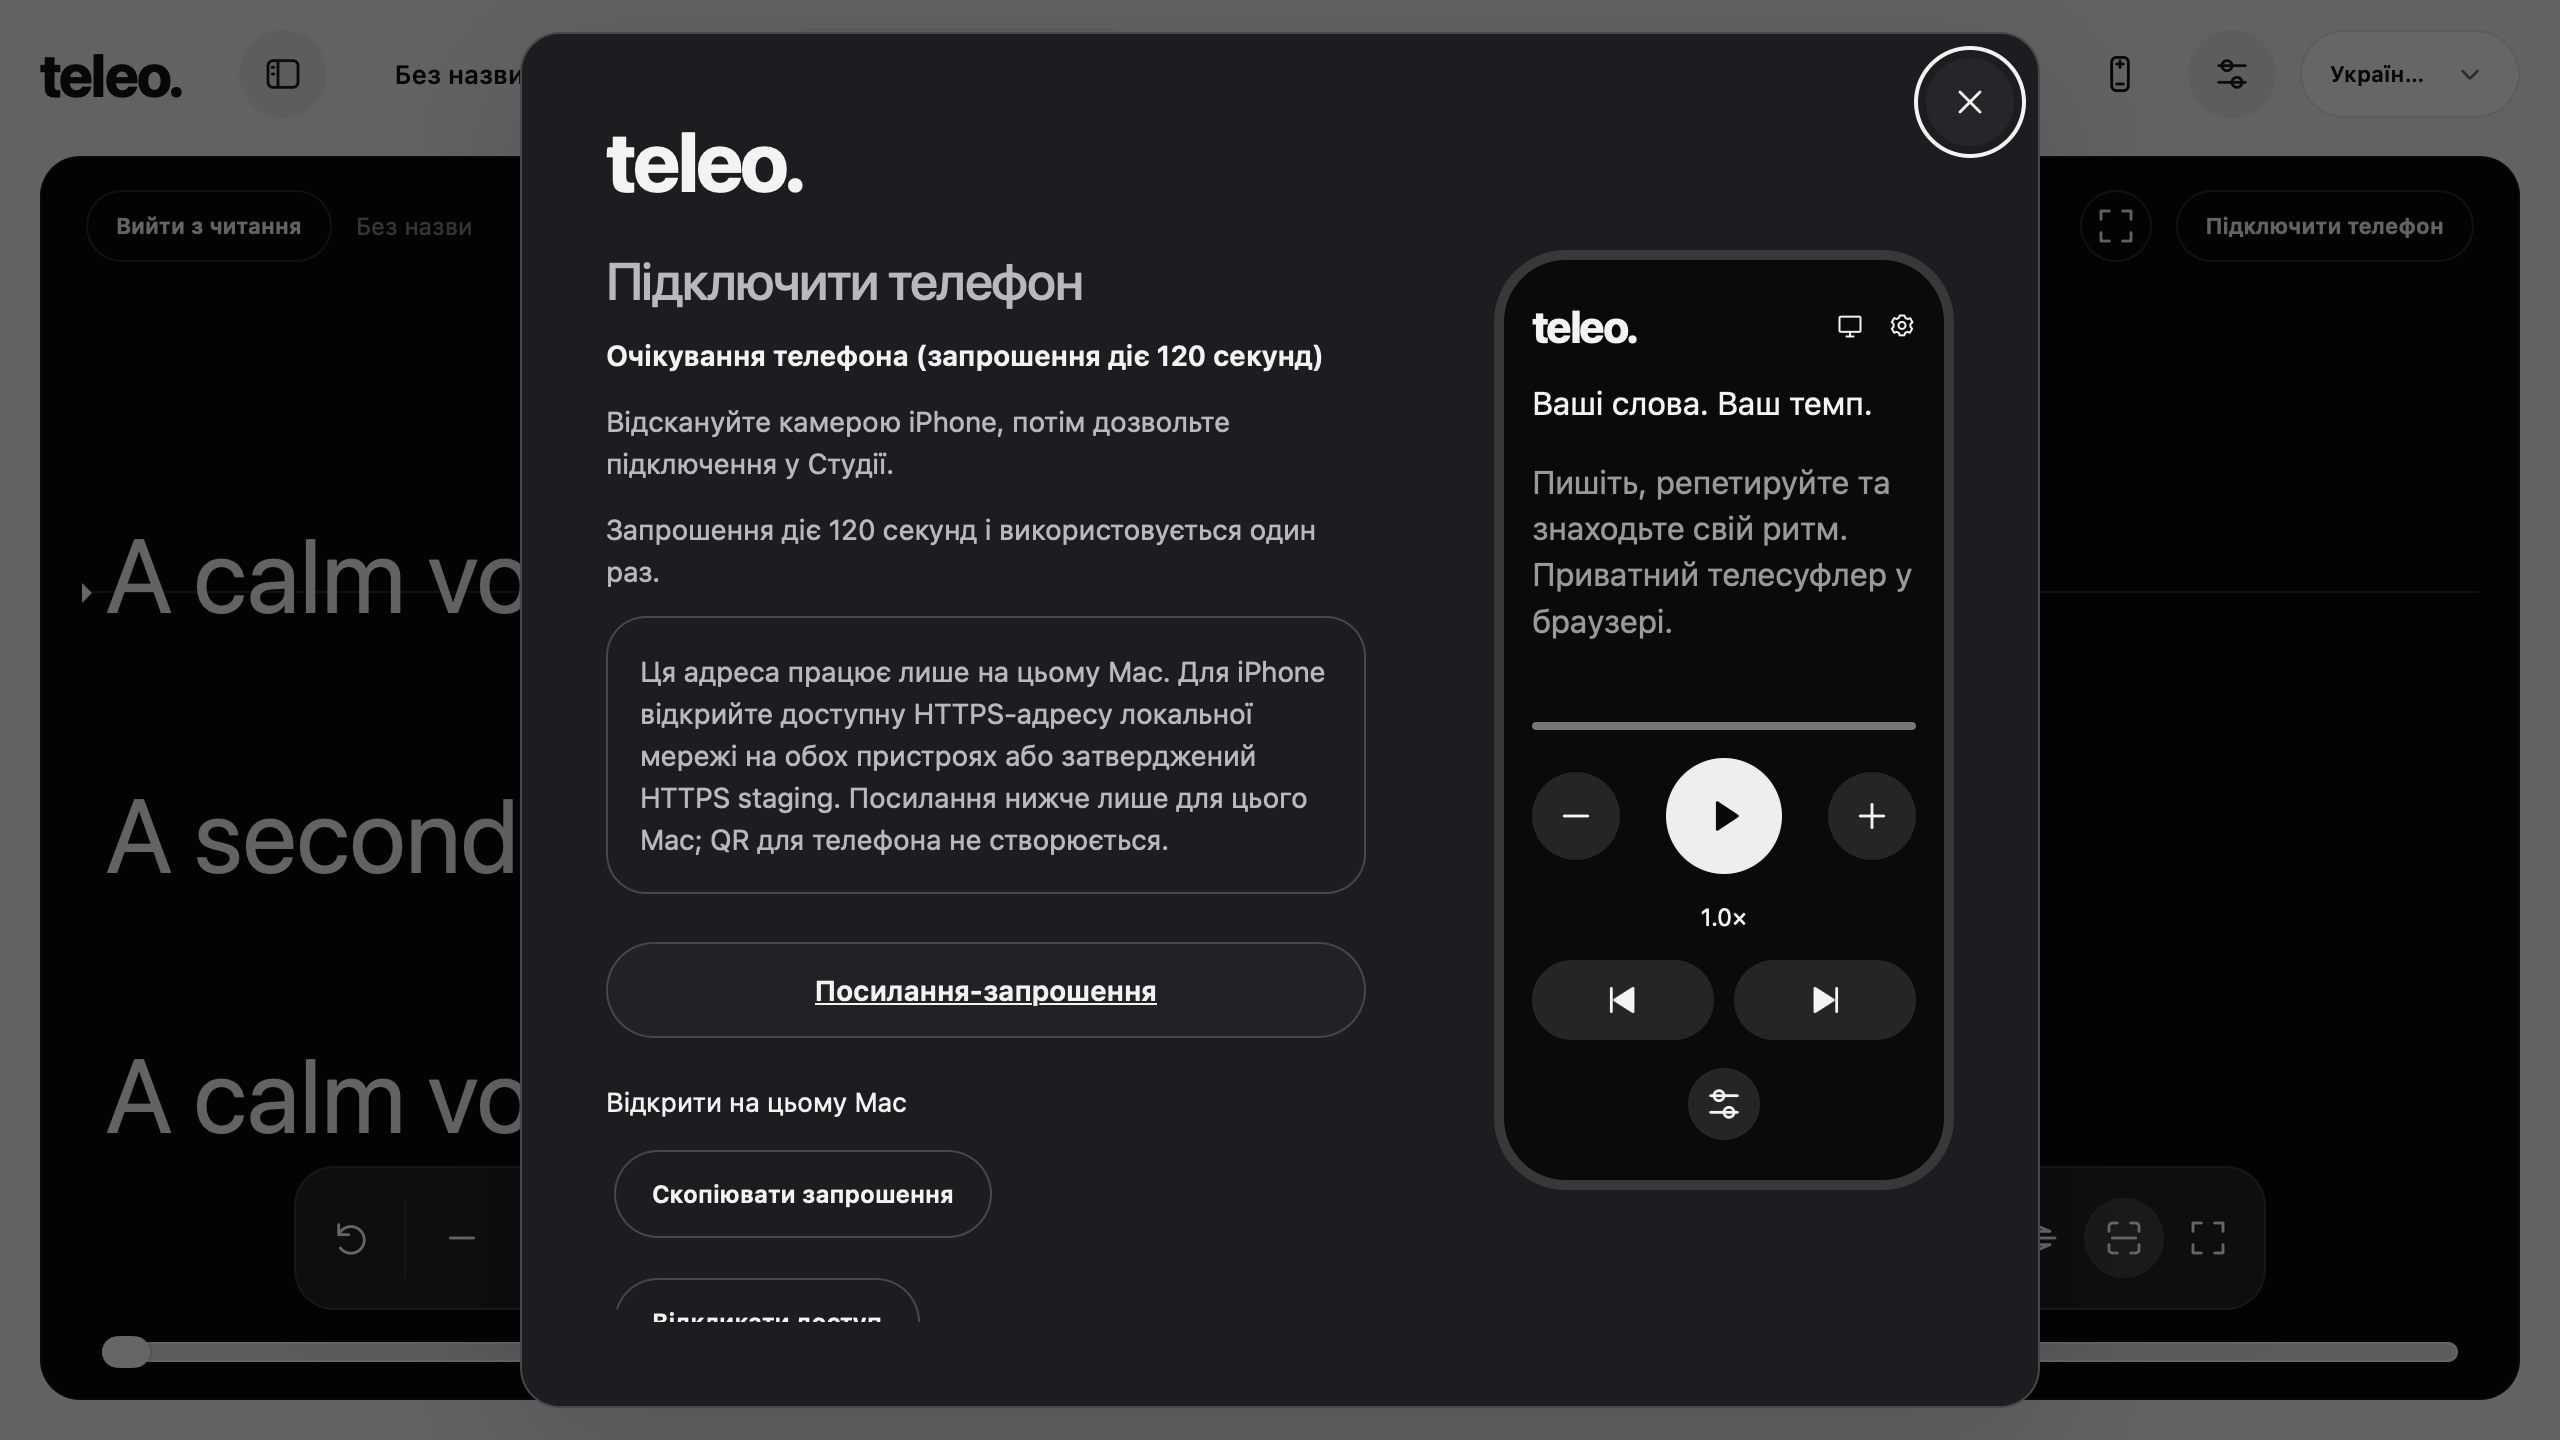 teleo.
Без назви
Україн...
Вийти з читання
Без назви
Підключити телефон
A calm vo
A second
A calm vo
teleo.
Підключити телефон
Очікування телефона (запрошення діє 120 секунд)
Відскануйте камерою iPhone, потім дозвольте
підключення у Студії.
Запрошення діє 120 секунд і використовується один
раз.
Ця адреса працює лише на цьому Mac. Для iPhone
відкрийте доступну HTTPS-адресу локальної
мережі на обох пристроях або затверджений
HTTPS staging. Посилання нижче лише для цього
Mac; QR для телефона не створюється.
Посилання-запрошення
Відкрити на цьому Mac
Скопіювати запрошення
Відкликати доступ
teleo.
Ваші слова. Ваш темп.
Пишіть, репетируйте та
знаходьте свій ритм.
Приватний телесуфлер у
браузері.
1.0×